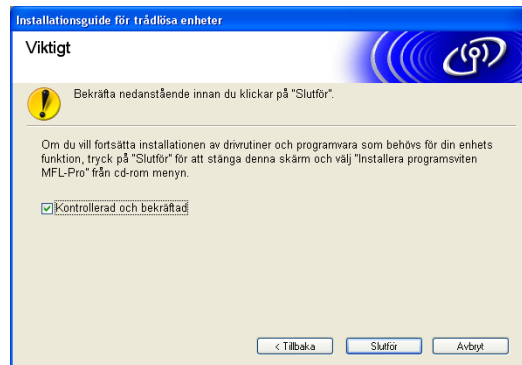 Installationsguide för trådlösa enheter
Viktigt
Bekräfta nedanstående innan du klickar på "Slutför".
Om du vill fortsätta installationen av drivrutiner och programvara som behövs för din enhets
funktion, tryck på "Slutför" för att stänga denna skärm och välj "Installera programsviten
MFL-Pro" från cd-rom menyn.
Kontrollerad och bekräftad
< Tillbaka
Slutför
Avbryt